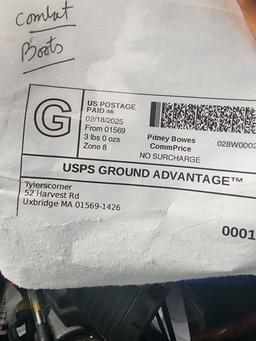 combat
Boots
G
US POSTAGE
PAID IMI
02/18/2025
From 01569
3 lbs 0 ozs
Zone 8
Pitney Bowes
CommPrice
NO SURCHARGE
028W0002
USPS GROUND ADVANTAGE™
Tylerscorner
52 Harvest Rd
Uxbridge MA 01569-1426
0001